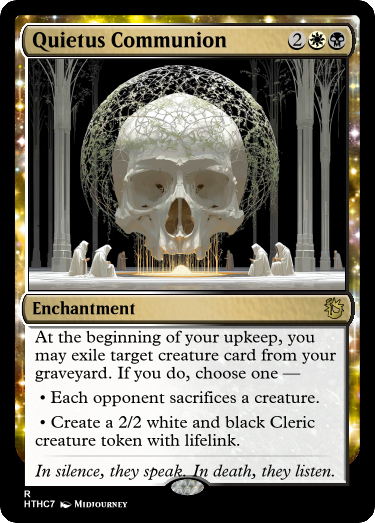 Quietus Communion 2
Enchantment
At the beginning of your upkeep, you
may exile target creature card from your
graveyard. If you do, choose one —
• Each opponent sacrifices a creature.
• Create a 2/2 white and black Cleric
creature token with lifelink.
In silence, they speak. In death, they listen.
R
HTHC7 Midjourney